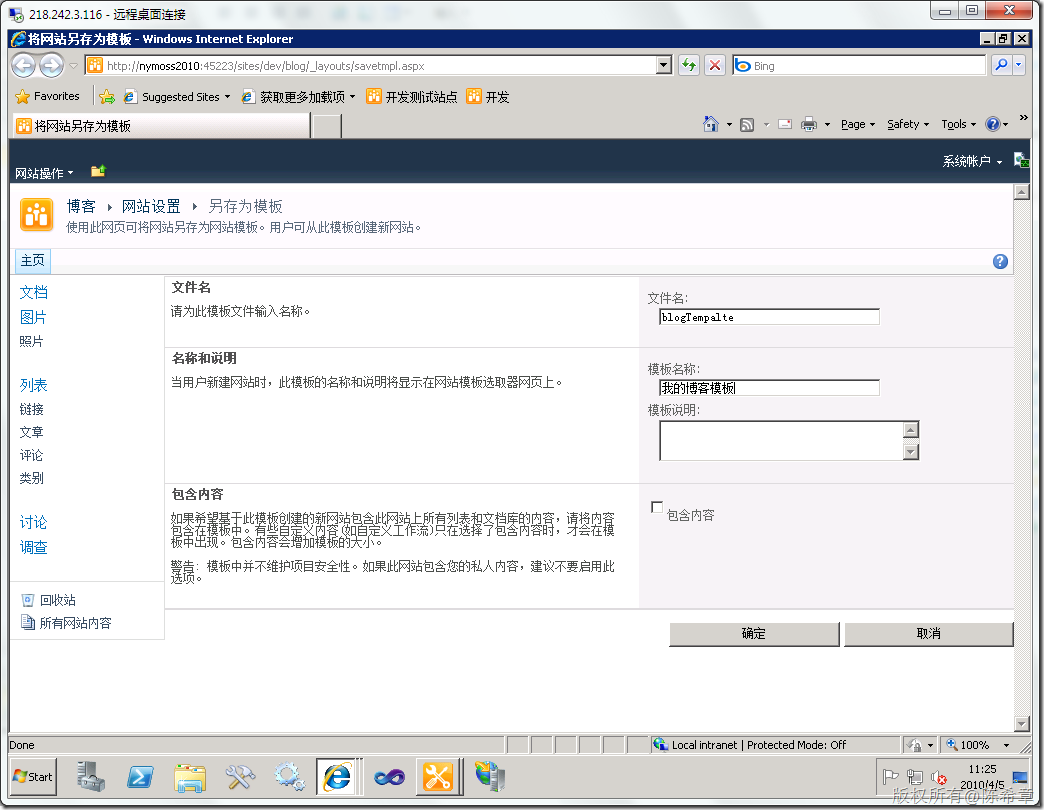 218.242.3.116 - 远程桌面连接
将网站另存为模板 - Windows Internet Explorer
http://nymoss2010:45223/sites/dev/blog/_layouts/savetmpl.aspx
Bing
Favorites
Suggested Sites
获取更多加载项
开发测试站点
开发
将网站另存为模板
Page
Safety
Tools
»
网站操作
系统帐户
博客
网站设置
另存为模板
使用此网页可将网站另存为网站模板。用户可从此模板创建新网站。
主页
文档
图片
照片
列表
链接
文章
评论
类别
讨论
调查
回收站
所有网站内容
文件名
请为此模板文件输入名称。
文件名:
blogTempalte
名称和说明
当用户新建网站时，此模板的名称和说明将显示在网站模板选取器网页上。
模板名称:
我的博客模板
模板说明:
包含内容
如果希望基于此模板创建的新网站包含此网站上所有列表和文档库的内容，请将内容
包含在模板中。有些自定义内容(如自定义工作流)只在选择了包含内容时，才会在模
板中出现。包含内容会增加模板的大小。
警告: 模板中并不维护项目安全性。如果此网站包含您的私人内容，建议不要启用此
选项。
包含内容
确定
取消
Done
Local intranet | Protected Mode: Off
100%
Start
11:25
2010/4/5
版权所有@陈希章